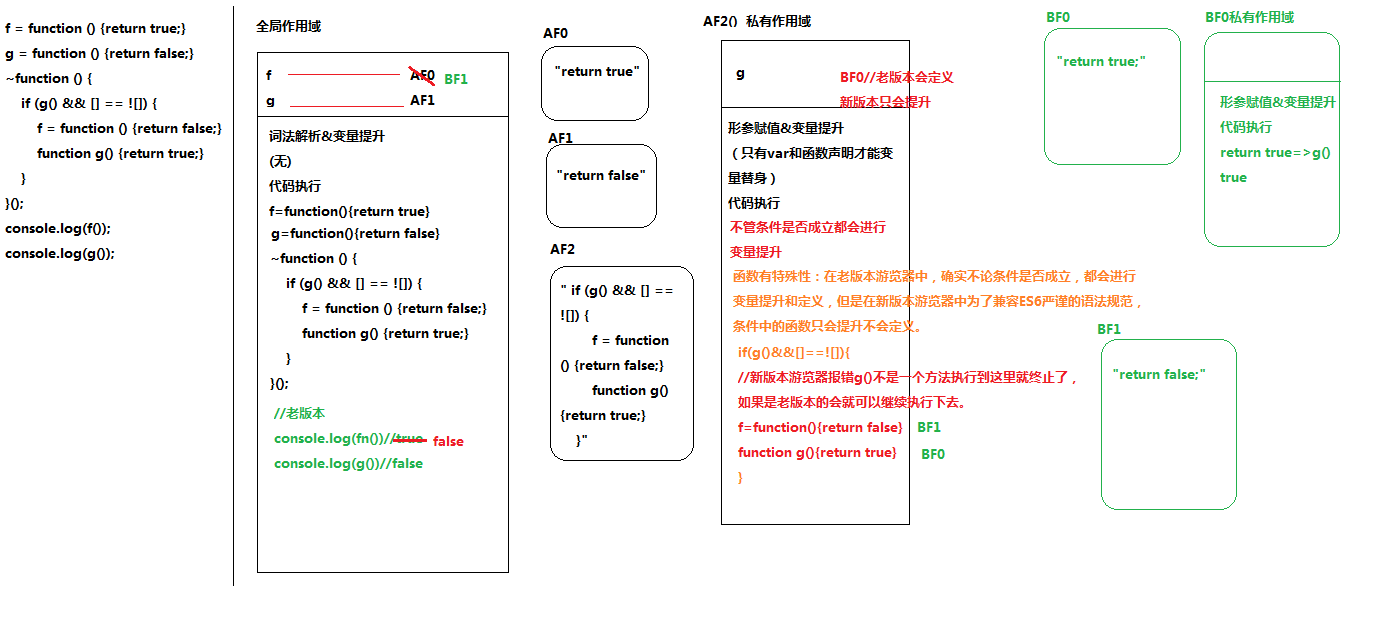 f = function () {return true;}
g = function () {return false;}
~function () {
if (g() && [] == ![]) {
f = function () {return false;}
function g() {return true;}
}
}();
console.log(f());
console.log(g());
全局作用域
f
AF0
BF1
g
AF1
词法解析&变量提升
(无)
代码执行
f=function(){return true}
g=function(){return false}
~function () {
if (g() && [] == ![]) {
f = function () {return false;}
function g() {return true;}
}
}();
//老版本
console.log(fn())//true
false
console.log(g())//false
AF0
"return true"
AF1
"return false"
AF2
" if (g() && [] ==
![]) {
f = function
() {return false;}
function g()
{return true;}
}"
AF2() 私有作用域
g
BF0//老版本会定义
新版本只会提升
形参赋值&变量提升
（只有var和函数声明才能变
量替身）
代码执行
不管条件是否成立都会进行
变量提升
函数有特殊性：在老版本游览器中，确实不论条件是否成立，都会进行
变量提升和定义，但是在新版本游览器中为了兼容ES6严谨的语法规范，
条件中的函数只会提升不会定义。
if(g()&&[]==![]){
//新版本游览器报错g()不是一个方法执行到这里就终止了，
如果是老版本的会就可以继续执行下去。
f=function(){return false}
BF1
function g(){return true}
BF0
}
BF0
"return true;"
BF0私有作用域
形参赋值&变量提升
代码执行
return true=>g()
true
BF1
"return false;"